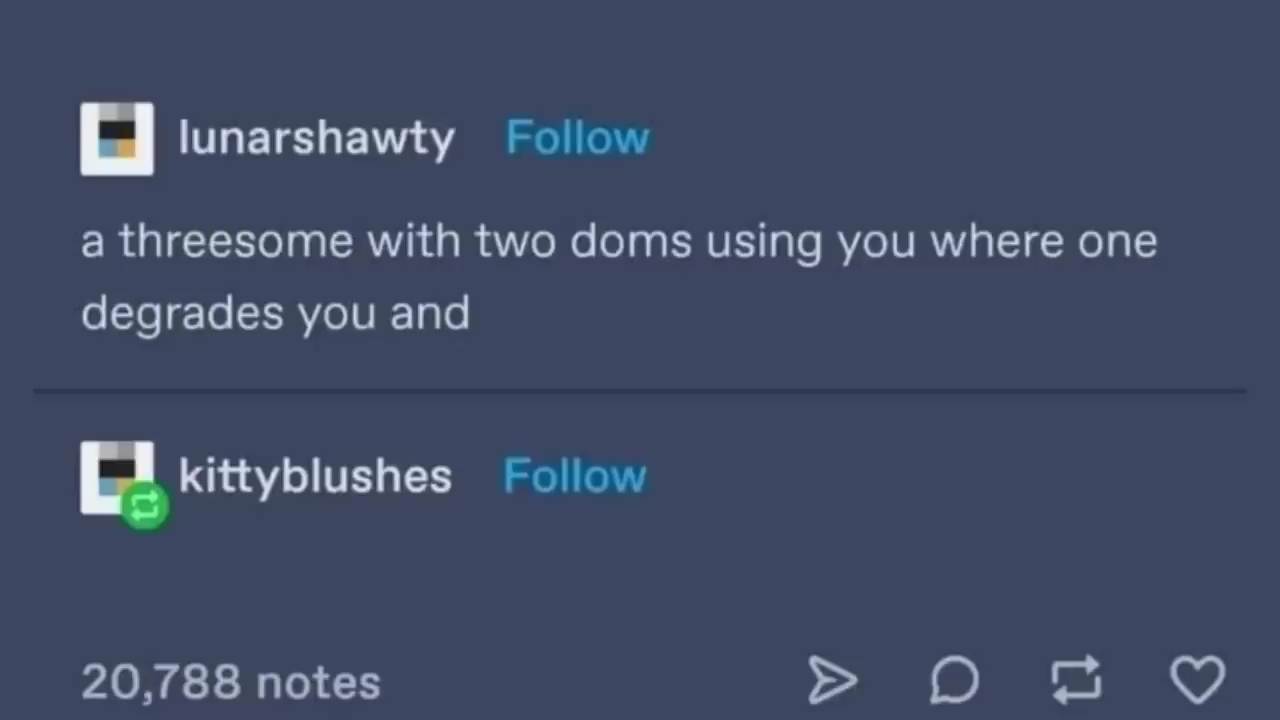 lunarshawty Follow
a threesome with two doms using you where one
degrades you and
kittyblushes Follow
20,788 notes